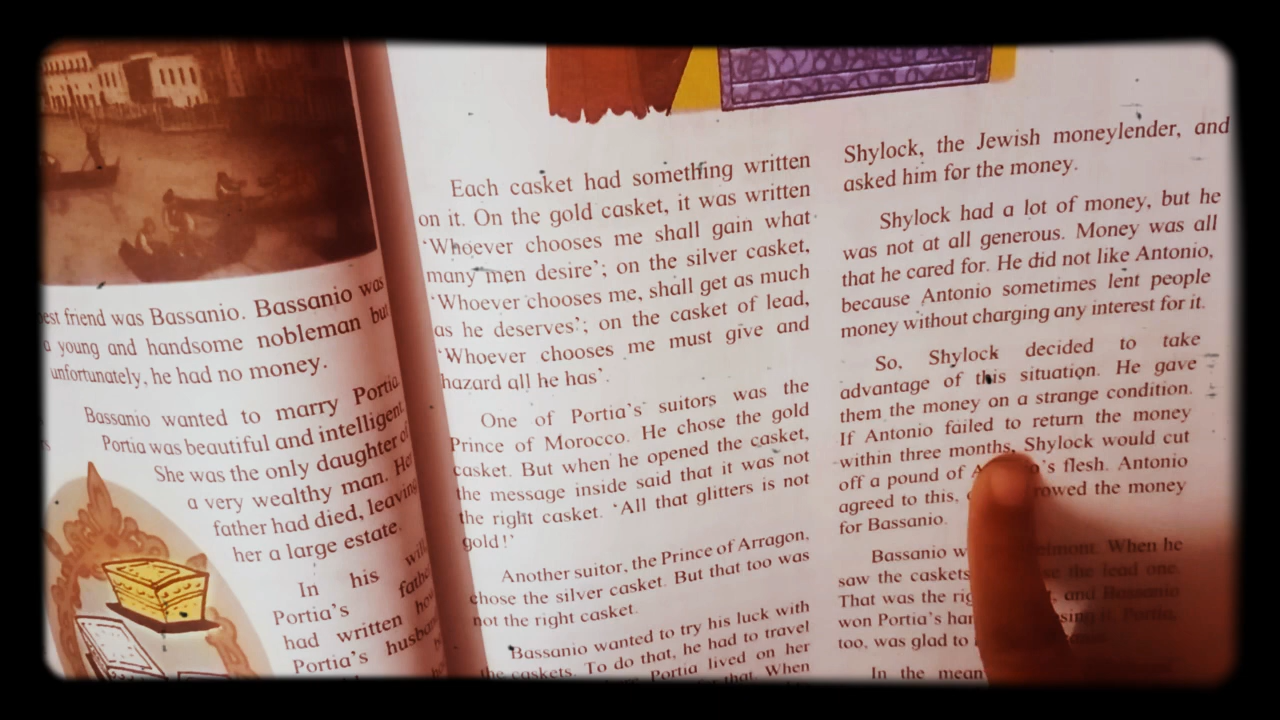 best friend was Bassanio. Bassanio was
a young and handsome nobleman but
unfortunately, he had no money.
Bassanio wanted to marry Portia.
Portia was beautiful and intelligent.
She was the only daughter of
a very wealthy man. Her
father had died, leaving
her a large estate.
In his will,
Portia's father
had written how
Portia's husband
Each casket had something written
on it. On the gold casket, it was written
'Whoever chooses me shall gain what
many men desire'; on the silver casket,
'Whoever chooses me, shall get as much
as he deserves'; on the casket of lead,
'Whoever chooses me must give and
hazard all he has'.
One of Portia's suitors was the
Prince of Morocco. He chose the gold
casket. But when he opened the casket,
the message inside said that it was not
the right casket. 'All that glitters is not
gold!'
Another suitor, the Prince of Arragon,
chose the silver casket. But that too was
not the right casket.
Bassanio wanted to try his luck with
the caskets. To do that, he had to travel
Portia lived on her
that. When
Shylock, the Jewish moneylender, and
asked him for the money.
Shylock had a lot of money, but he
was not at all generous. Money was all
that he cared for. He did not like Antonio,
because Antonio sometimes lent people
money without charging any interest for it.
So, Shylock decided to take
advantage of this situation. He gave
them the money on a strange condition.
If Antonio failed to return the money
within three months, Shylock would cut
off a pound of 's flesh. Antonio
agreed to this, the money
for Bassanio.
Bassanio When he
saw the caskets the lead one.
That was the and Bassanio
won Portia's Portia,
too, was glad to
In the mean